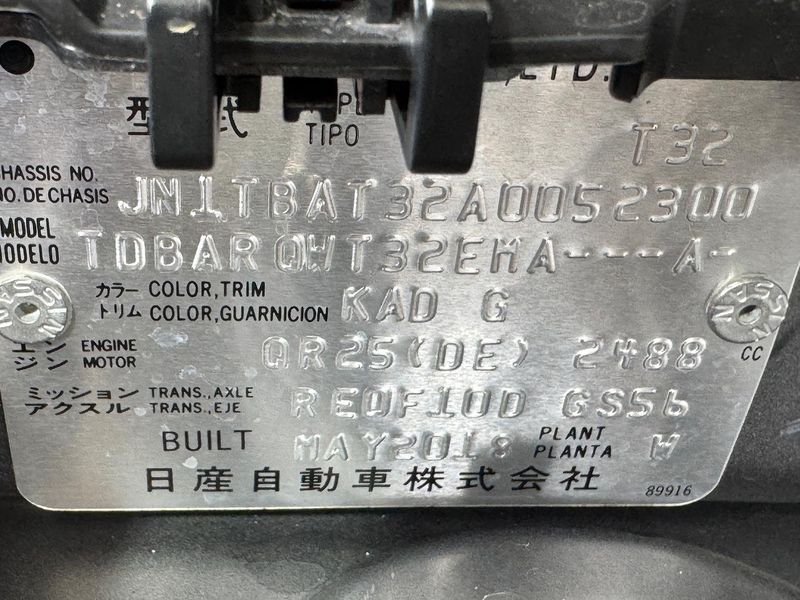 LTD.
型式 TIPO T32
CHASSIS NO.
NO. DE CHASIS JN1TBAT32A0052300
MODEL
MODELO TDBARQWT32EMA----A-
カラー COLOR,TRIM
トリム COLOR,GUARNICION KAD G
エン ENGINE
ジン MOTOR QR25(DE) 2488 CC
ミッション TRANS.,AXLE
アクスル TRANS.,EJE RE0F10D GS56
BUILT MAY2018 PLANT
PLANTA W
日産自動車株式会社 89916
NISSAN
NISSAN